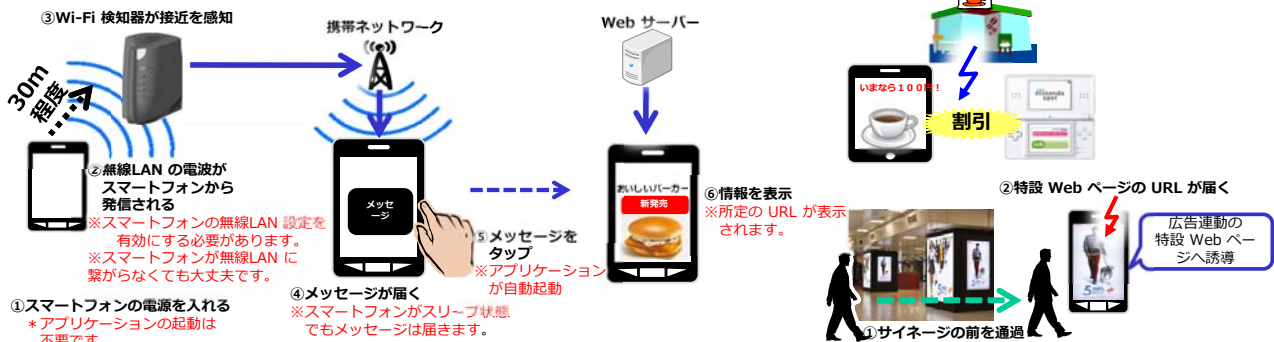 ③Wi-Fi 検知器が接近を感知
30m
程度
②無線LAN の電波が
スマートフォンから
発信される
※スマートフォンの無線LAN 設定を
有効にする必要があります。
※スマートフォンが無線LAN に
繋がらなくても大丈夫です。
①スマートフォンの電源を入れる
＊アプリケーションの起動は
不要です
携帯ネットワーク
メッセ
ージ
④メッセージが届く
※スマートフォンがスリープ状態
でもメッセージは届きます。
⑤メッセージを
タップ
※アプリケーション
が自動起動
Web サーバー
おいしいバーガー
新発売
⑥情報を表示
※所定の URL が表示
されます。
いまなら１００円！
割引
nintendo
spot
①サイネージの前を通過
②特設 Web ページの URL が届く
広告連動の
特設 Web ペー
ジへ誘導